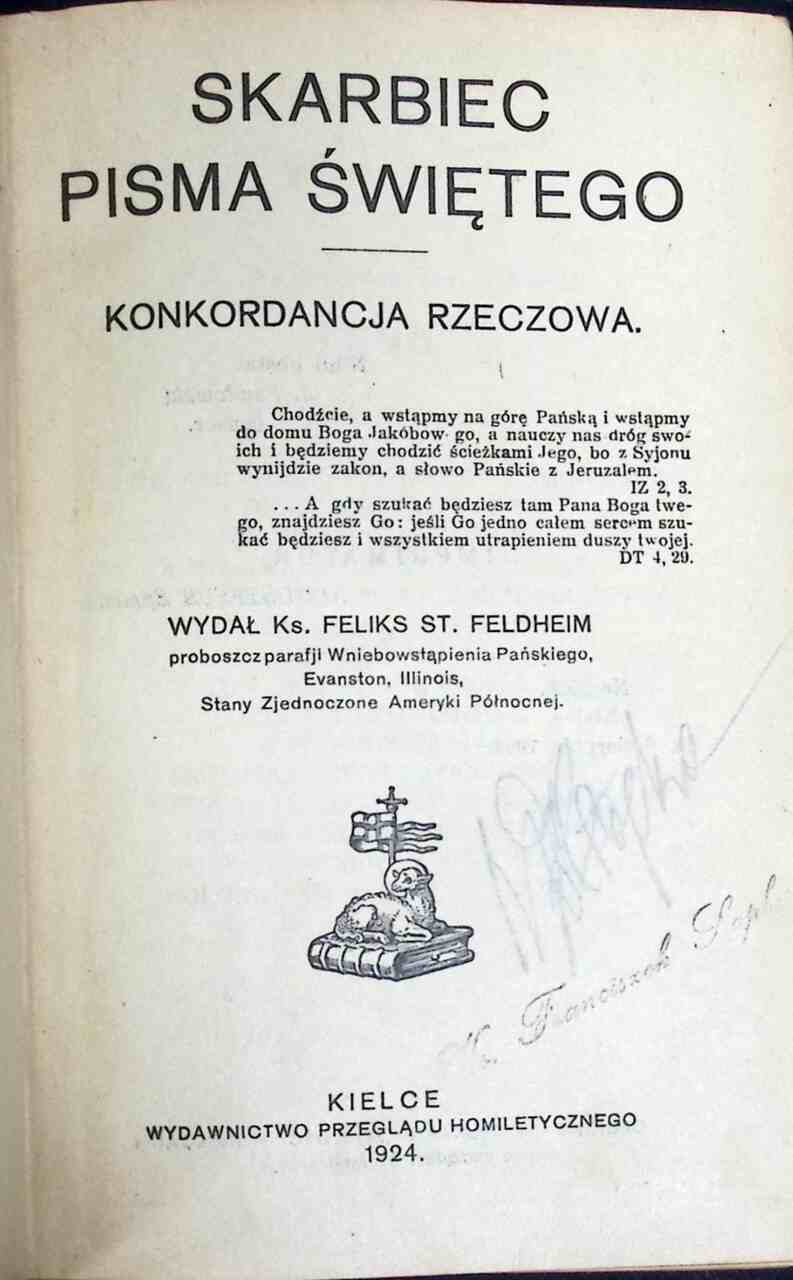 SKARBIEC
PISMA ŚWIĘTEGO
KONKORDANCJA RZECZOWA.
Chodźcie, a wstąpmy na górę Pańską i wstąpmy
do domu Boga Jakóbow go, a nauczy nas dróg swo-
ich i będziemy chodzić ścieżkami Jego, bo z Syjonu
wynijdzie zakon, a słowo Pańskie z Jeruzalem.
IZ 2, 3.
... A gdy szukać będziesz tam Pana Boga twe-
go, znajdziesz Go: jeśli Go jedno całem sercem szu-
kać będziesz i wszystkiem utrapieniem duszy twojej.
DT 4, 29.
WYDAŁ Ks. FELIKS ST. FELDHEIM
proboszcz parafji Wniebowstąpienia Pańskiego,
Evanston, Illinois,
Stany Zjednoczone Ameryki Północnej.
Franciszek
KIELCE
WYDAWNICTWO PRZEGLĄDU HOMILETYCZNEGO
1924.